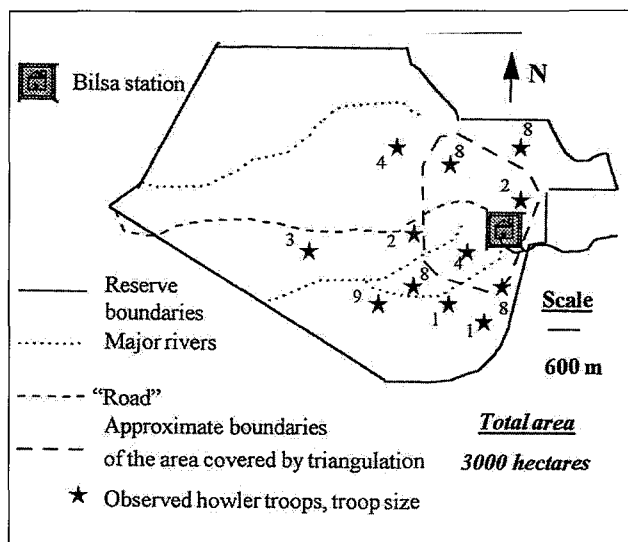 Bilsa station
N
8
4
8
2
3
2
4
8
9
1
8
1
Reserve
boundaries
Major rivers
Scale
600 m
"Road"
Approximate boundaries
of the area covered by triangulation
Total area
3000 hectares
Observed howler troops, troop size